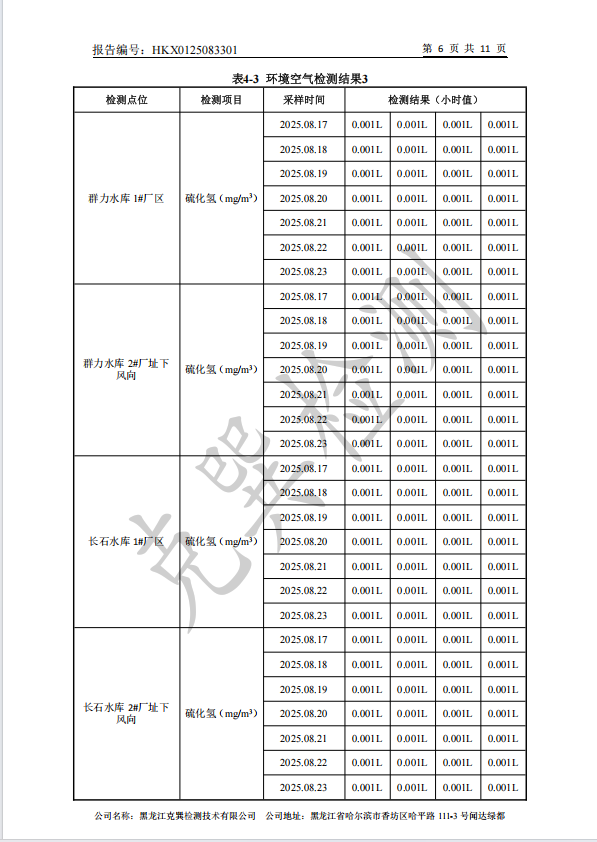 报告编号：HKX0125083301 第 6 页 共 11 页
表4-3 环境空气检测结果3
检测点位 检测项目 采样时间 检测结果（小时值）
群力水库 1#厂区 硫化氢（mg/m³） 2025.08.17 0.001L 0.001L 0.001L 0.001L
2025.08.18 0.001L 0.001L 0.001L 0.001L
2025.08.19 0.001L 0.001L 0.001L 0.001L
2025.08.20 0.001L 0.001L 0.001L 0.001L
2025.08.21 0.001L 0.001L 0.001L 0.001L
2025.08.22 0.001L 0.001L 0.001L 0.001L
2025.08.23 0.001L 0.001L 0.001L 0.001L
群力水库 2#厂址下
风向 硫化氢（mg/m³） 2025.08.17 0.001L 0.001L 0.001L 0.001L
2025.08.18 0.001L 0.001L 0.001L 0.001L
2025.08.19 0.001L 0.001L 0.001L 0.001L
2025.08.20 0.001L 0.001L 0.001L 0.001L
2025.08.21 0.001L 0.001L 0.001L 0.001L
2025.08.22 0.001L 0.001L 0.001L 0.001L
2025.08.23 0.001L 0.001L 0.001L 0.001L
长石水库 1#厂区 硫化氢（mg/m³） 2025.08.17 0.001L 0.001L 0.001L 0.001L
2025.08.18 0.001L 0.001L 0.001L 0.001L
2025.08.19 0.001L 0.001L 0.001L 0.001L
2025.08.20 0.001L 0.001L 0.001L 0.001L
2025.08.21 0.001L 0.001L 0.001L 0.001L
2025.08.22 0.001L 0.001L 0.001L 0.001L
2025.08.23 0.001L 0.001L 0.001L 0.001L
长石水库 2#厂址下
风向 硫化氢（mg/m³） 2025.08.17 0.001L 0.001L 0.001L 0.001L
2025.08.18 0.001L 0.001L 0.001L 0.001L
2025.08.19 0.001L 0.001L 0.001L 0.001L
2025.08.20 0.001L 0.001L 0.001L 0.001L
2025.08.21 0.001L 0.001L 0.001L 0.001L
2025.08.22 0.001L 0.001L 0.001L 0.001L
2025.08.23 0.001L 0.001L 0.001L 0.001L
克巽检测
公司名称：黑龙江克巽检测技术有限公司 公司地址：黑龙江省哈尔滨市香坊区哈平路 111-3 号闻达绿都